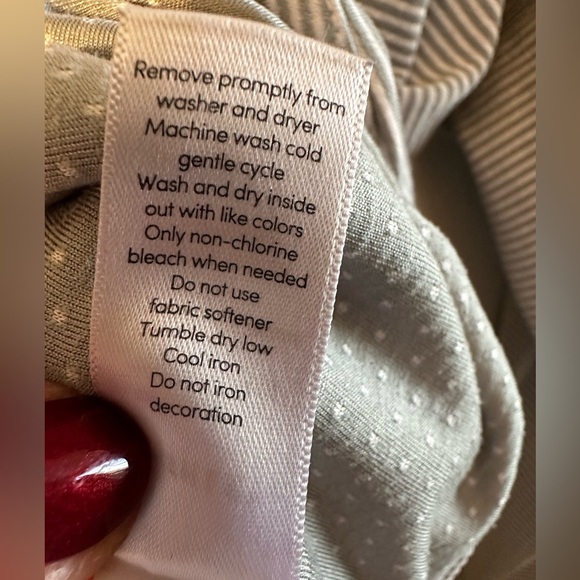 Remove promptly from
washer and dryer
Machine wash cold
gentle cycle
Wash and dry inside
out with like colors
Only non-chlorine
bleach when needed
Do not use
fabric softener
Tumble dry low
Cool iron
Do not iron
decoration